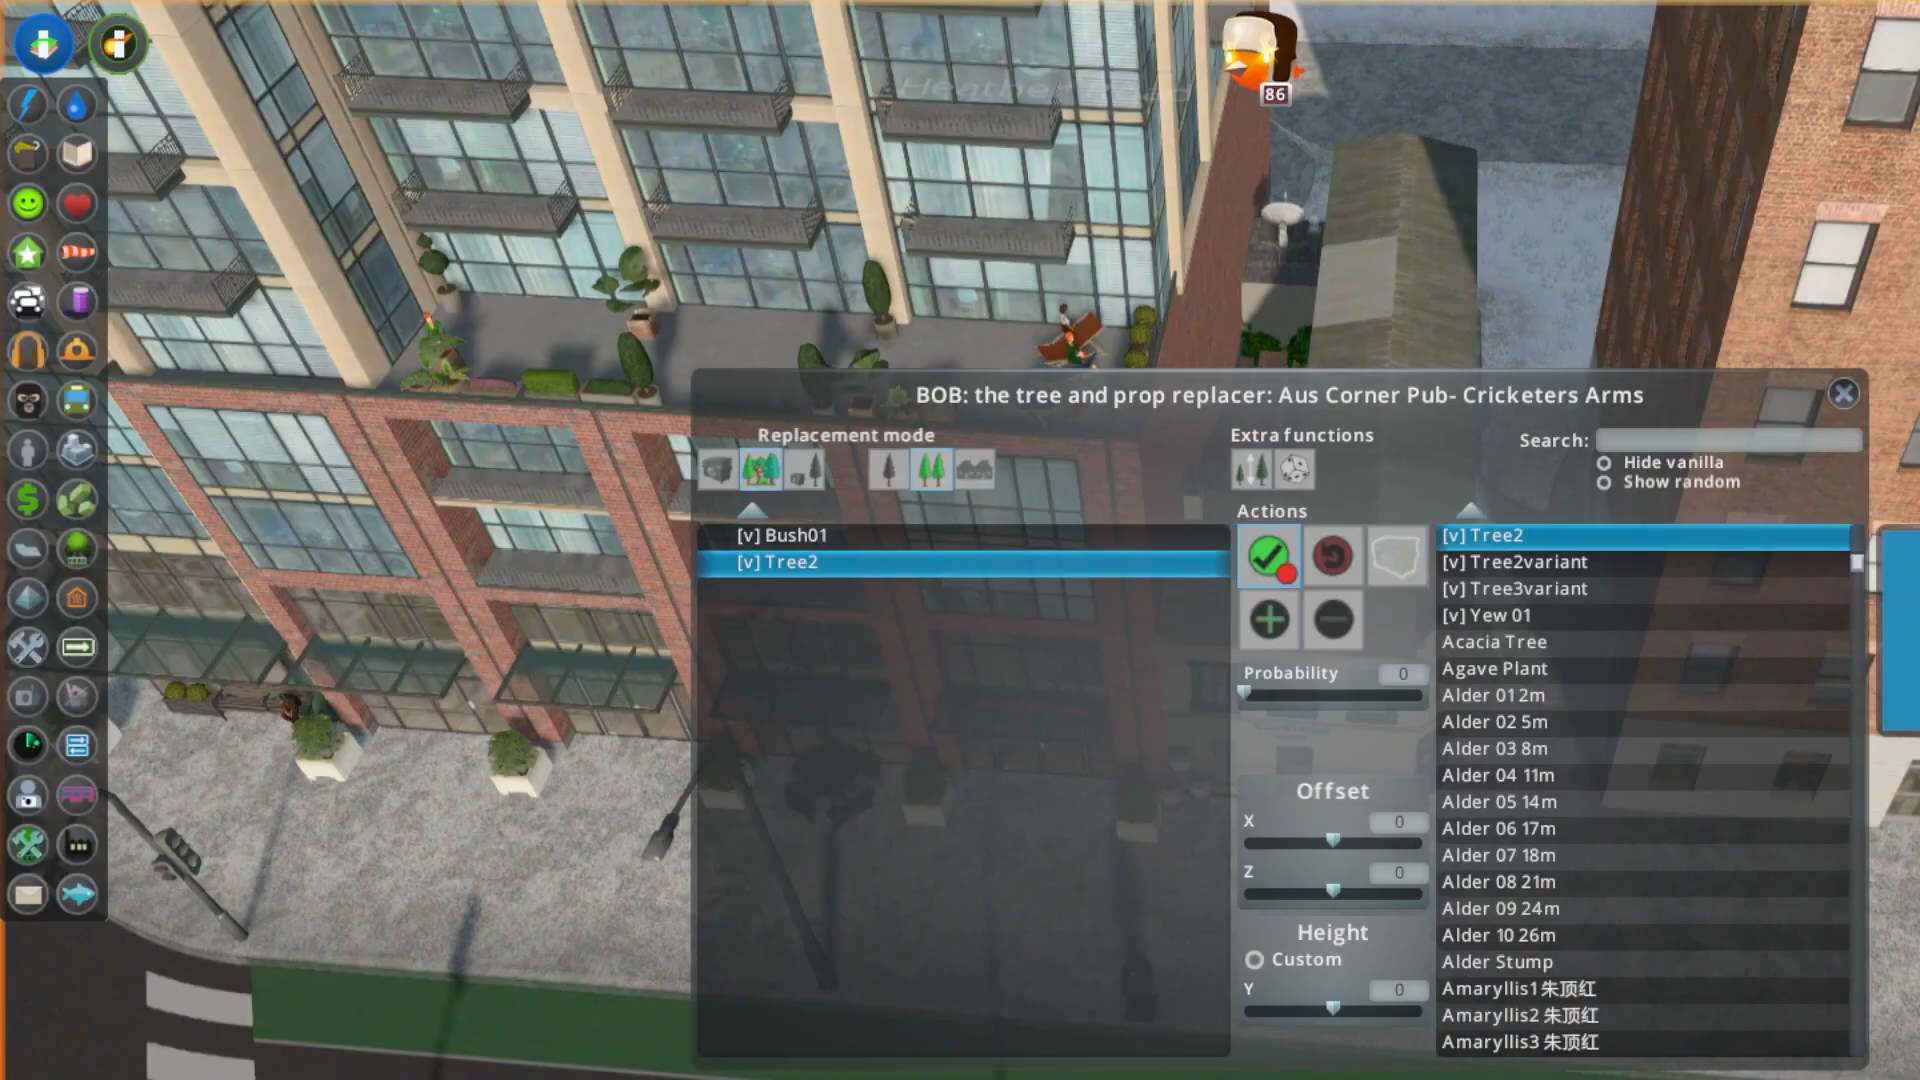 86
BOB: the tree and prop replacer: Aus Corner Pub- Cricketers Arms
Replacement mode
Extra functions
Search:
Hide vanilla
Show random
[v] Bush01
[v] Tree2
Actions
Probability 0
Offset
X 0
Z 0
Height
Custom
Y 0
[v] Tree2
[v] Tree2variant
[v] Tree3variant
[v] Yew 01
Acacia Tree
Agave Plant
Alder 01 2m
Alder 02 5m
Alder 03 8m
Alder 04 11m
Alder 05 14m
Alder 06 17m
Alder 07 18m
Alder 08 21m
Alder 09 24m
Alder 10 26m
Alder Stump
Amaryllis1 朱顶红
Amaryllis2 朱顶红
Amaryllis3 朱顶红